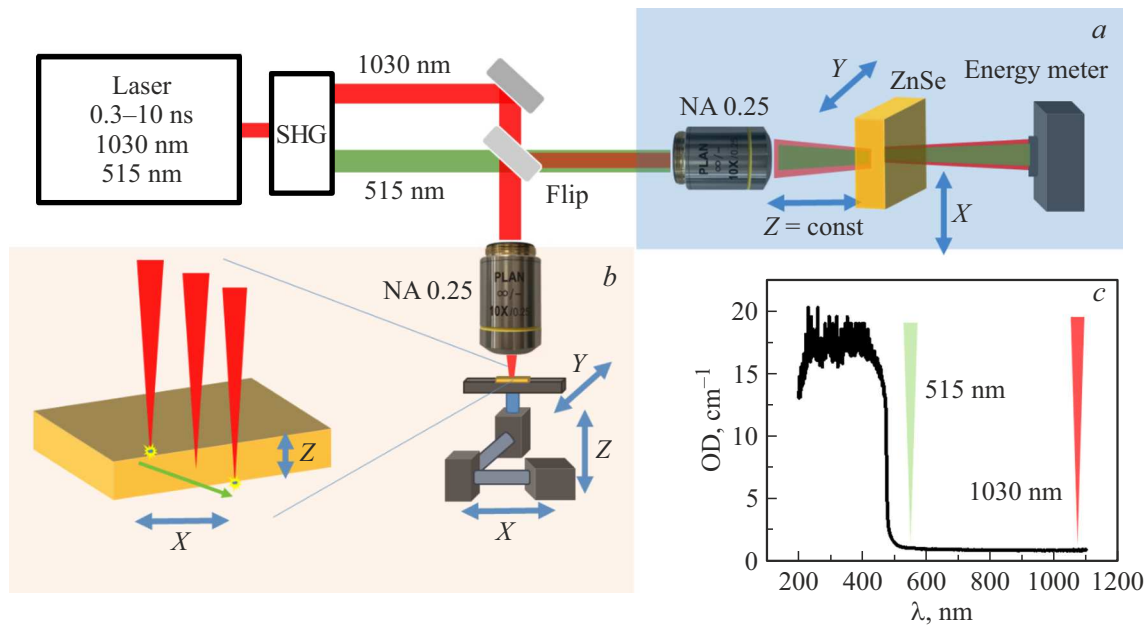 Laser
0.3–10 ns
1030 nm
515 nm
SHG
1030 nm
515 nm
Flip
a
NA 0.25
PLAN
∞/-
10X/0.25
Y
ZnSe
Energy meter
Z = const
X
b
NA 0.25
PLAN
∞/-
10X/0.25
Y
Z
X
Z
X
c
OD, cm−1
20
15
10
5
0
515 nm
1030 nm
200 400 600 800 1000 1200
λ, nm